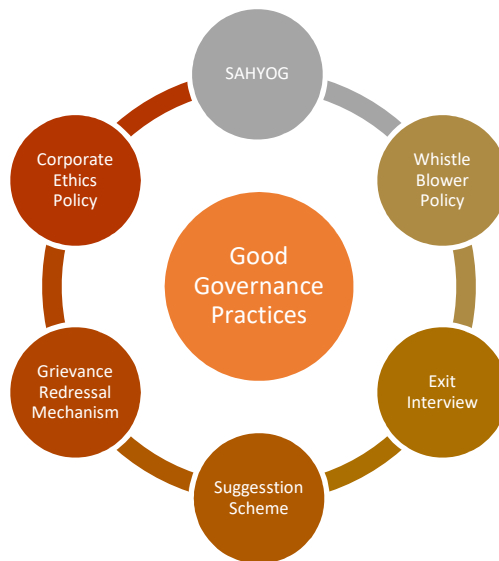 SAHYOG
Whistle
Blower
Policy
Exit
Interview
Suggesstion
Scheme
Grievance
Redressal
Mechanism
Corporate
Ethics
Policy
Good
Governance
Practices